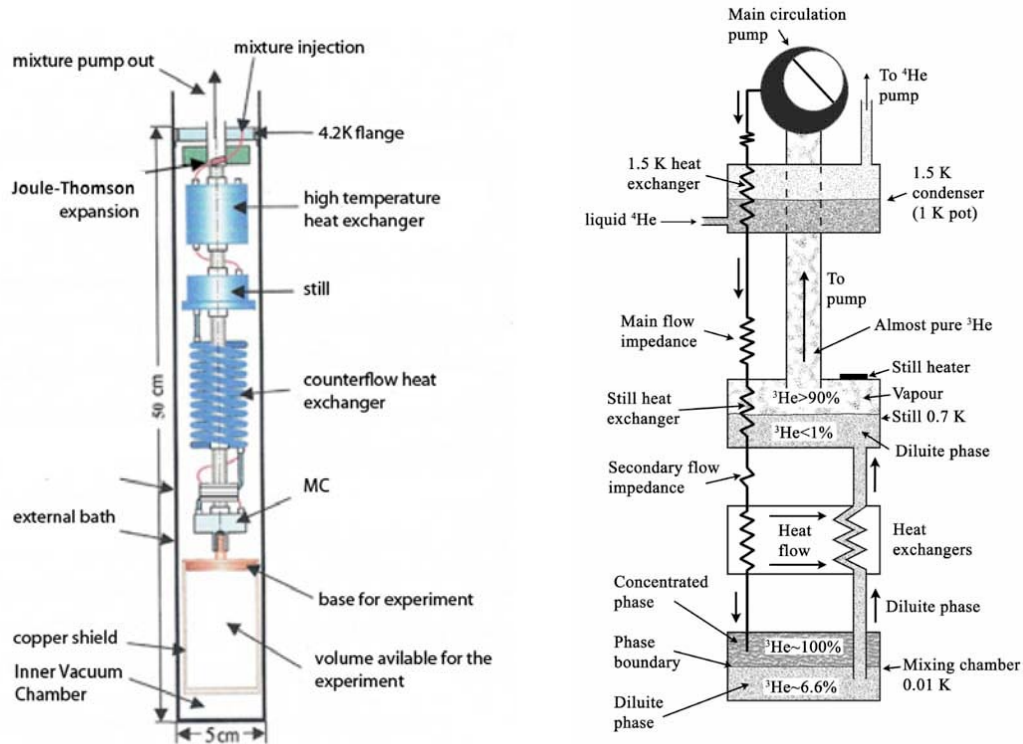 mixture pump out
mixture injection
4.2K flange
Joule-Thomson
expansion
high temperature
heat exchanger
still
50 cm
counterflow heat
exchanger
MC
external bath
base for experiment
copper shield
volume avilable for the
experiment
Inner Vacuum
Chamber
5cm
Main circulation
pump
To ⁴He
pump
1.5 K heat
exchanger
1.5 K
condenser
(1 K pot)
liquid ⁴He
To
pump
Main flow
impedance
Almost pure ³He
Still heater
³He>90%
Vapour
Still heat
exchanger
Still 0.7 K
³He<1%
Diluite phase
Secondary flow
impedance
Heat
flow
Heat
exchangers
Concentrated
phase
Diluite phase
Phase
boundary
³He~100%
Mixing chamber
0.01 K
³He~6.6%
Diluite
phase